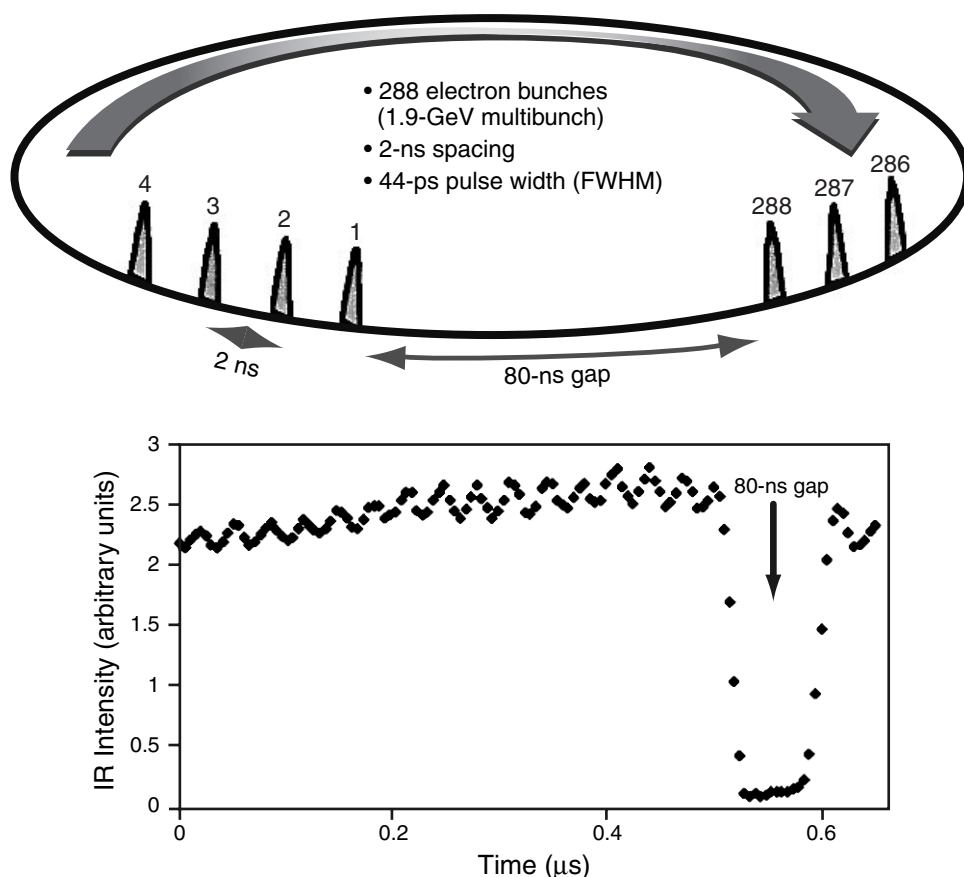 • 288 electron bunches
(1.9-GeV multibunch)
• 2-ns spacing
• 44-ps pulse width (FWHM)
4
3
2
1
288
287
286
2 ns
80-ns gap
3
2.5
2
1.5
1
0.5
0
IR Intensity (arbitrary units)
80-ns gap
0
0.2
0.4
0.6
Time (μs)